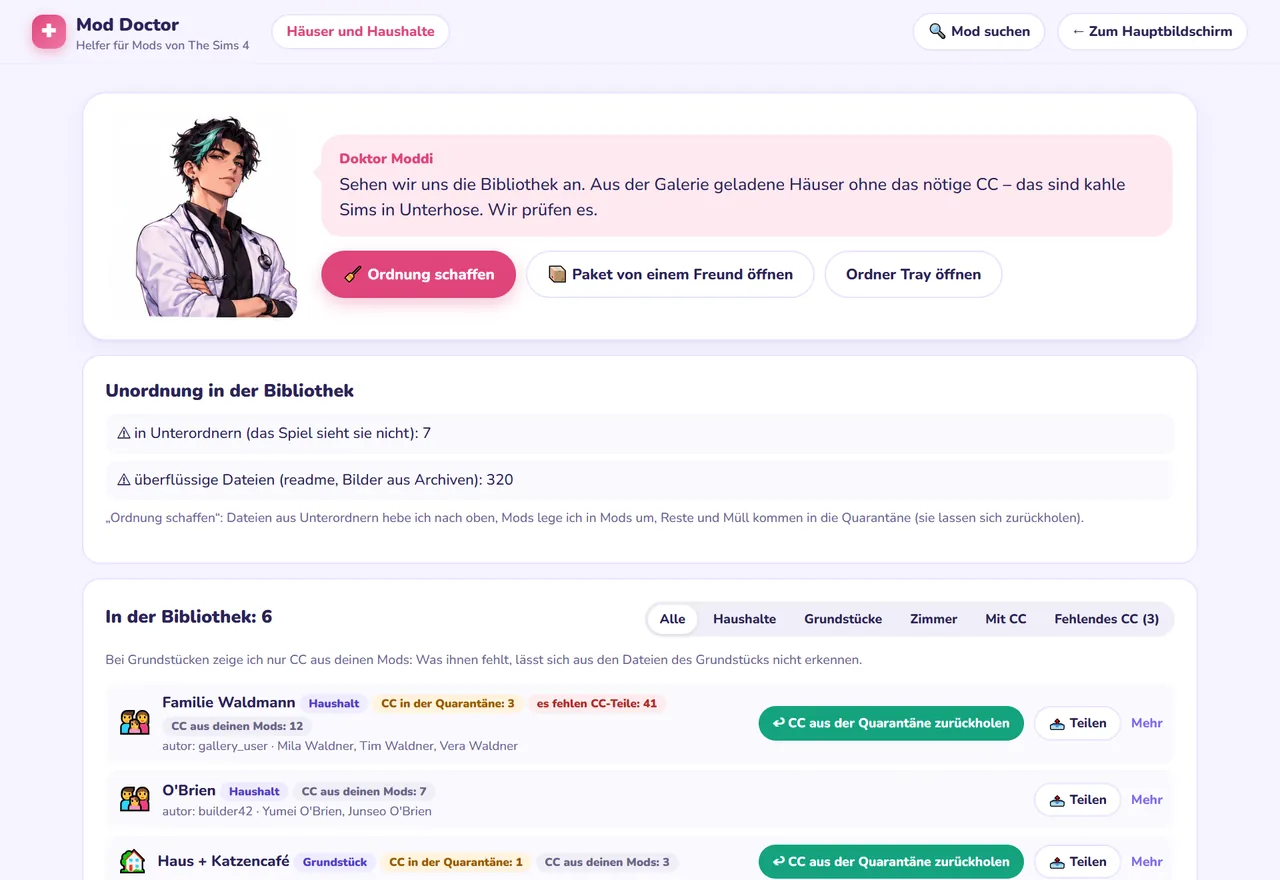 Mod Doctor
Helfer für Mods von The Sims 4
Häuser und Haushalte
Mod suchen
← Zum Hauptbildschirm
Doktor Moddi
Sehen wir uns die Bibliothek an. Aus der Galerie geladene Häuser ohne das nötige CC – das sind kahle
Sims in Unterhose. Wir prüfen es.
Ordnung schaffen
Paket von einem Freund öffnen
Ordner Tray öffnen
Unordnung in der Bibliothek
⚠ in Unterordnern (das Spiel sieht sie nicht): 7
⚠ überflüssige Dateien (readme, Bilder aus Archiven): 320
„Ordnung schaffen“: Dateien aus Unterordnern hebe ich nach oben, Mods lege ich in Mods um, Reste und Müll kommen in die Quarantäne (sie lassen sich zurückholen).
In der Bibliothek: 6
Alle
Haushalte
Grundstücke
Zimmer
Mit CC
Fehlendes CC (3)
Bei Grundstücken zeige ich nur CC aus deinen Mods: Was ihnen fehlt, lässt sich aus den Dateien des Grundstücks nicht erkennen.
Familie Waldmann Haushalt CC in der Quarantäne: 3 es fehlen CC-Teile: 41
CC aus deinen Mods: 12
autor: gallery_user · Mila Waldner, Tim Waldner, Vera Waldner
↩ CC aus der Quarantäne zurückholen
Teilen
Mehr
O'Brien Haushalt CC aus deinen Mods: 7
autor: builder42 · Yumei O'Brien, Junseo O'Brien
Teilen
Mehr
Haus + Katzencafé Grundstück CC in der Quarantäne: 1 CC aus deinen Mods: 3
↩ CC aus der Quarantäne zurückholen
Teilen
Mehr